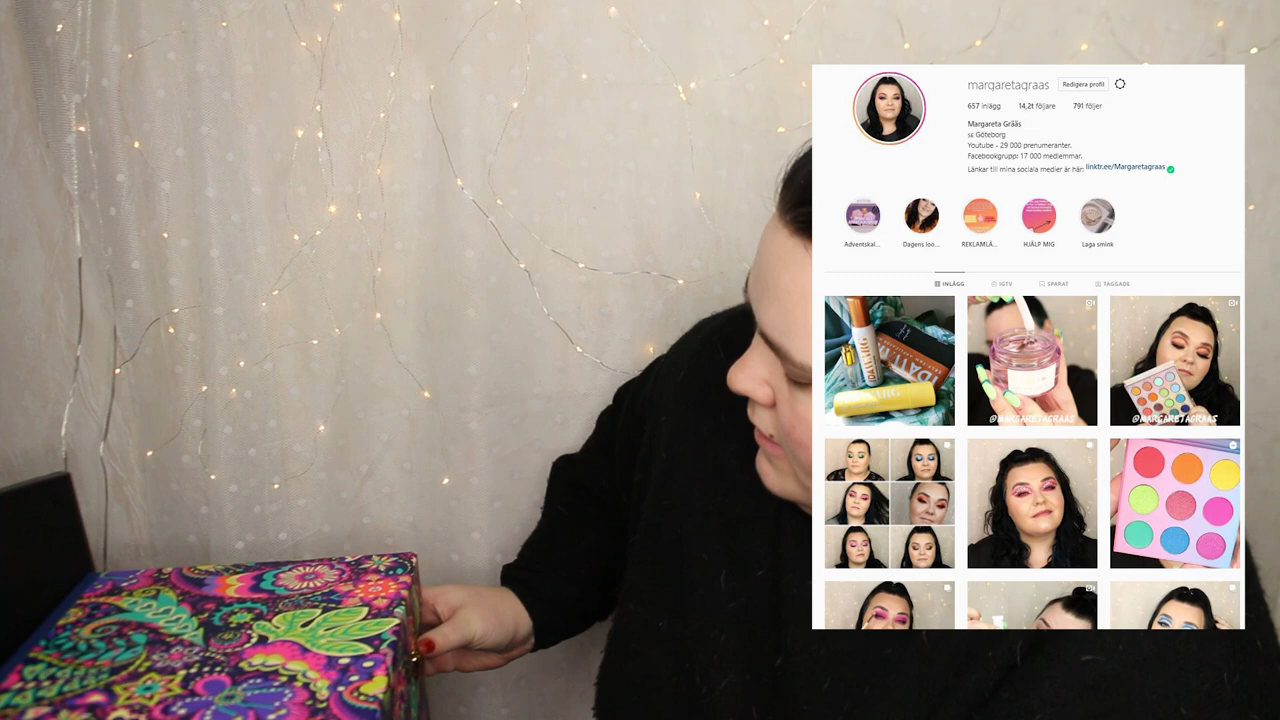 margaretagraas Redigera profil
657 inlägg 14,2t följare 791 följer
Margareta Grääs
SE Göteborg
Youtube - 29 000 prenumeranter.
Facebookgrupp: 17 000 medlemmar.
Länkar till mina sociala medier är här: linktr.ee/Margaretagraas
Adventskal... Dagens loo... REKLAMLÄ... HJÄLP MIG Laga smink
INLÄGG IGTV SPARAT TAGGADE
@MARGARETAGRAAS
@MARGARETAGRAAS